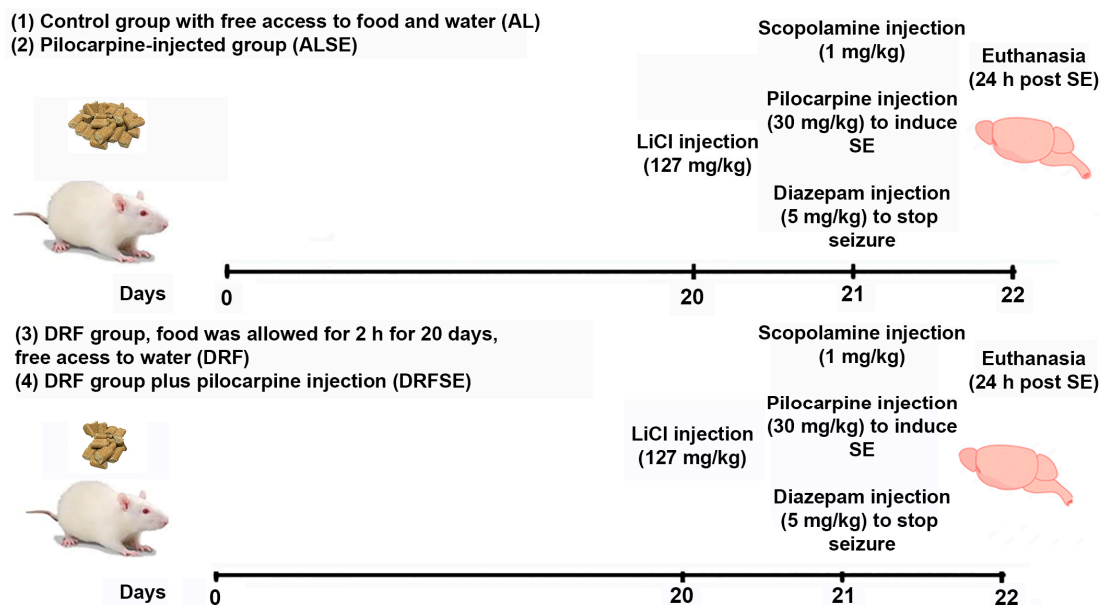 (1) Control group with free access to food and water (AL)
(2) Pilocarpine-injected group (ALSE)
Scopolamine injection
(1 mg/kg)
Euthanasia
(24 h post SE)
Pilocarpine injection
(30 mg/kg) to induce
SE
LiCl injection
(127 mg/kg)
Diazepam injection
(5 mg/kg) to stop
seizure
Days
0
20
21
22
(3) DRF group, food was allowed for 2 h for 20 days,
free acess to water (DRF)
(4) DRF group plus pilocarpine injection (DRFSE)
Scopolamine injection
(1 mg/kg)
Euthanasia
(24 h post SE)
Pilocarpine injection
(30 mg/kg) to induce
SE
LiCl injection
(127 mg/kg)
Diazepam injection
(5 mg/kg) to stop
seizure
Days
0
20
21
22